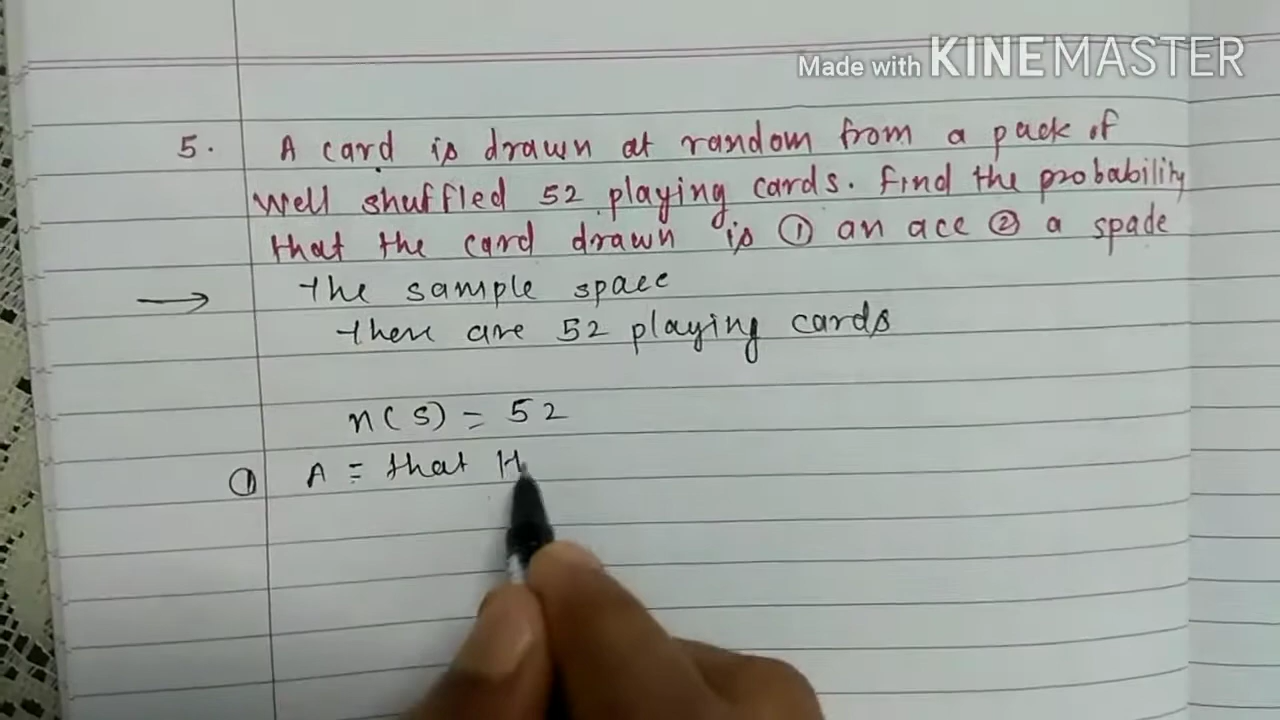 Made with KINEMASTER
5. A card is drawn at random from a pack of
well shuffled 52 playing cards. Find the probability
that the card drawn is ① an ace ② a spade
→ The sample space
There are 52 playing cards
n(S) = 52
① A = that